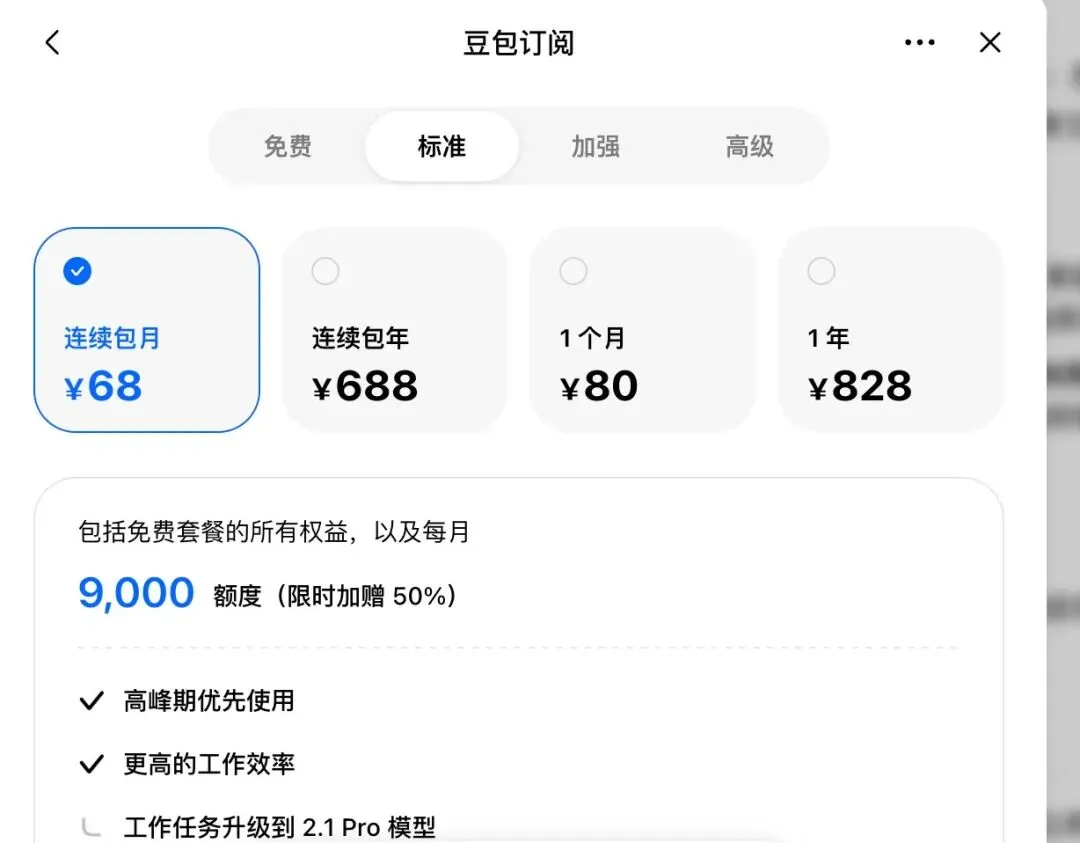 豆包订阅
免费 标准 加强 高级
连续包月 连续包年 1个月 1年
¥68 ¥688 ¥80 ¥828
包括免费套餐的所有权益，以及每月
9,000 额度（限时加赠 50%）
高峰期优先使用
更高的工作效率
工作任务升级到 2.1 Pro 模型